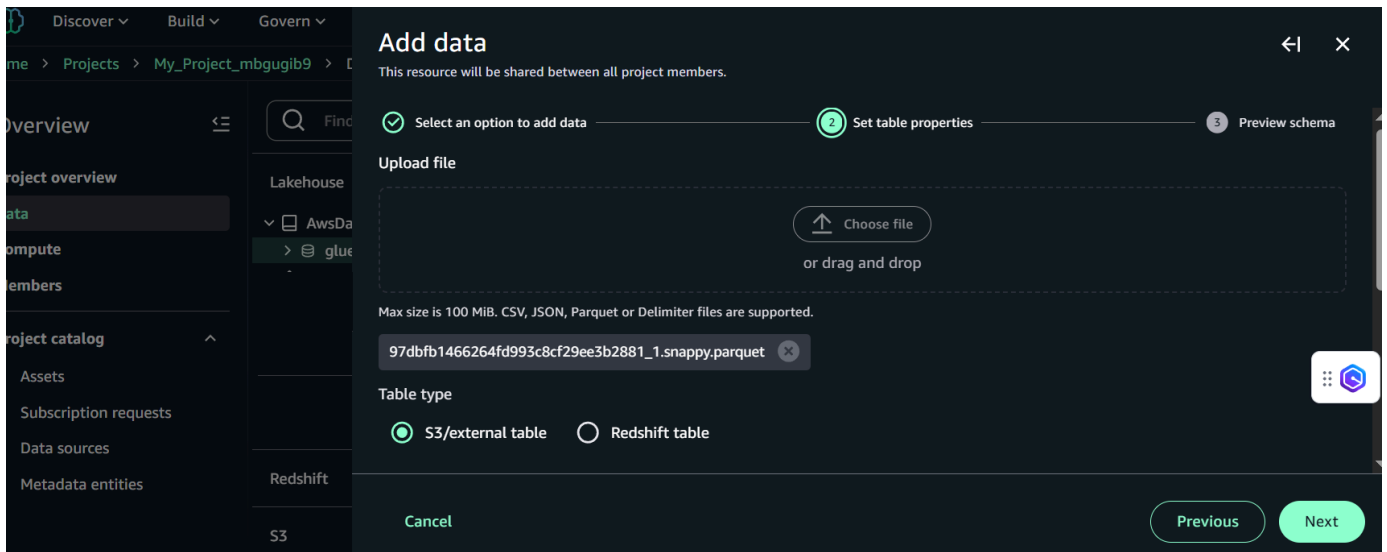 Discover Build Govern
me > Projects > My_Project_mbgugib9 > D
Overview
Project overview
ata
ompute
Members
Project catalog
Assets
Subscription requests
Data sources
Metadata entities
Find
Lakehouse
AwsDa
glue
Redshift
S3
Add data
This resource will be shared between all project members.
Select an option to add data
2 Set table properties
3 Preview schema
Upload file
Choose file
or drag and drop
Max size is 100 MiB. CSV, JSON, Parquet or Delimiter files are supported.
97dbfb1466264fd993c8cf29ee3b2881_1.snappy.parquet
Table type
S3/external table Redshift table
Cancel Previous Next